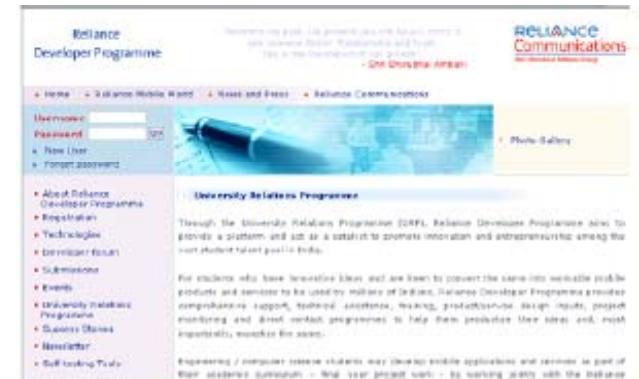 Reliance
Developer Programme
- Shri Dhirubhai Ambani
RELIANCE
Communications
Home Reliance Mobile World News and Press Reliance Communications
Username
Password
New User
Forgot password
Photo Gallery
About Reliance
Developer Programme
Registration
Technologies
Developer Forum
Submissions
Events
University Relations
Programme
Success Stories
Newsletter
Self testing Tools
University Relations Programme
Through the University Relations Programme (URP), Reliance Developer Programme aims to
provide a platform and act as a catalyst to promote innovation and entrepreneurship among the
vast student talent pool in India.
For students who have innovative ideas and are keen to convert the same into workable mobile
products and services to be used by millions of Indians, Reliance Developer Programme provides
comprehensive support, technical assistance, training, product/service design inputs, project
monitoring and direct contact programmes to help them productize their ideas and, most
importantly, monetize the same.
Engineering / computer science students may develop mobile applications and services as part of
their academic curriculum - final year project work - by working jointly with the Reliance